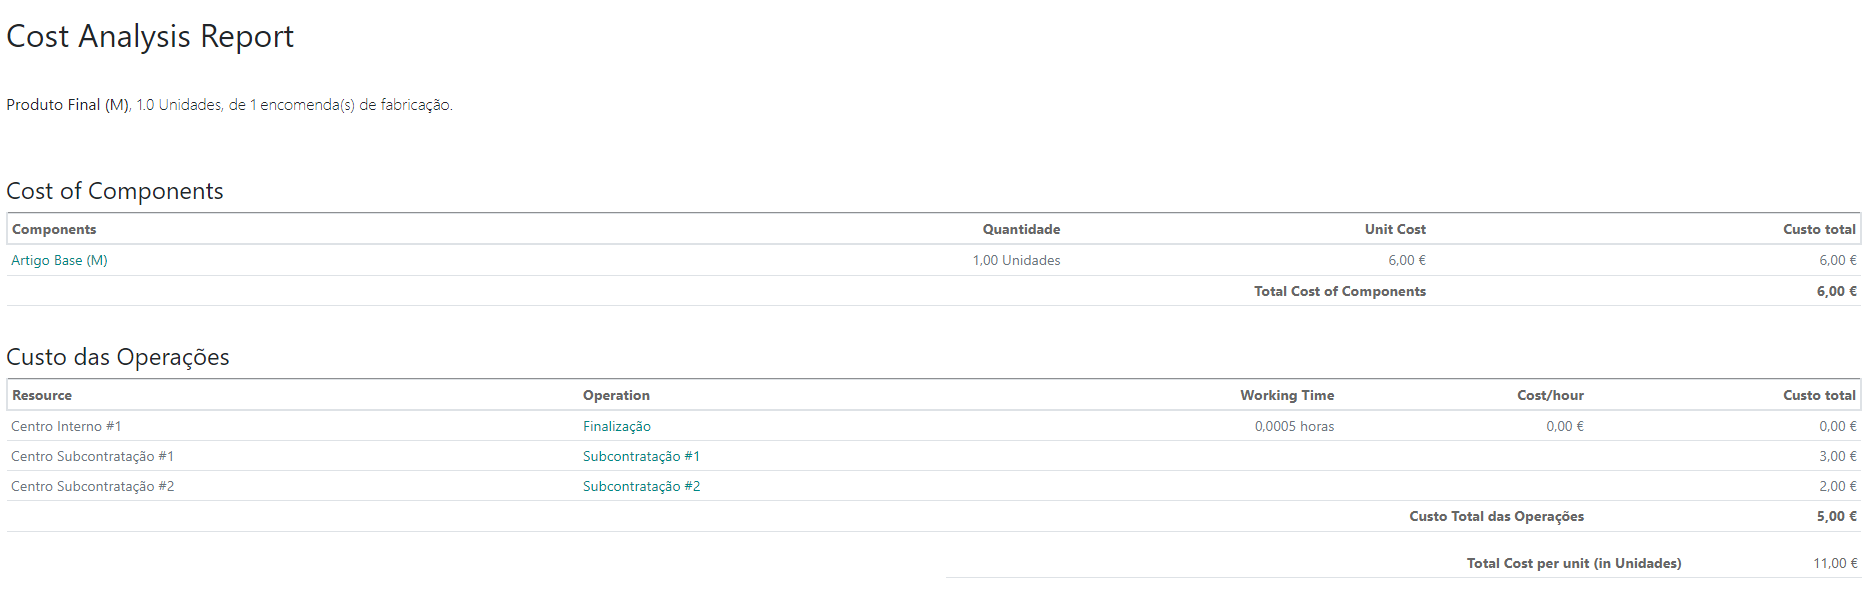 Cost Analysis Report
Produto Final (M), 1.0 Unidades, de 1 encomenda(s) de fabricação.
Cost of Components
Components Quantidade Unit Cost Custo total
Artigo Base (M) 1,00 Unidades 6,00 € 6,00 €
Total Cost of Components 6,00 €
Custo das Operações
Resource Operation Working Time Cost/hour Custo total
Centro Interno #1 Finalização 0,0005 horas 0,00 € 0,00 €
Centro Subcontratação #1 Subcontratação #1 3,00 €
Centro Subcontratação #2 Subcontratação #2 2,00 €
Custo Total das Operações 5,00 €
Total Cost per unit (in Unidades) 11,00 €